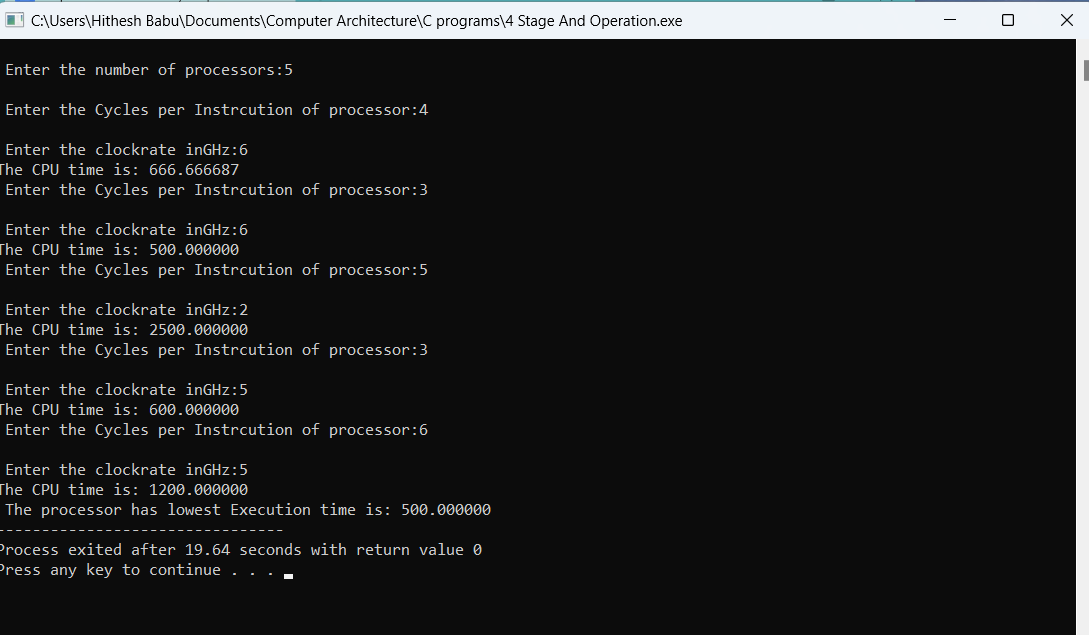 C:\Users\Hithesh Babu\Documents\Computer Architecture\C programs\4 Stage And Operation.exe
Enter the number of processors:5
Enter the Cycles per Instrcution of processor:4
Enter the clockrate inGHz:6
The CPU time is: 666.666687
Enter the Cycles per Instrcution of processor:3
Enter the clockrate inGHz:6
The CPU time is: 500.000000
Enter the Cycles per Instrcution of processor:5
Enter the clockrate inGHz:2
The CPU time is: 2500.000000
Enter the Cycles per Instrcution of processor:3
Enter the clockrate inGHz:5
The CPU time is: 600.000000
Enter the Cycles per Instrcution of processor:6
Enter the clockrate inGHz:5
The CPU time is: 1200.000000
The processor has lowest Execution time is: 500.000000
--------------------------------
Process exited after 19.64 seconds with return value 0
Press any key to continue . . .